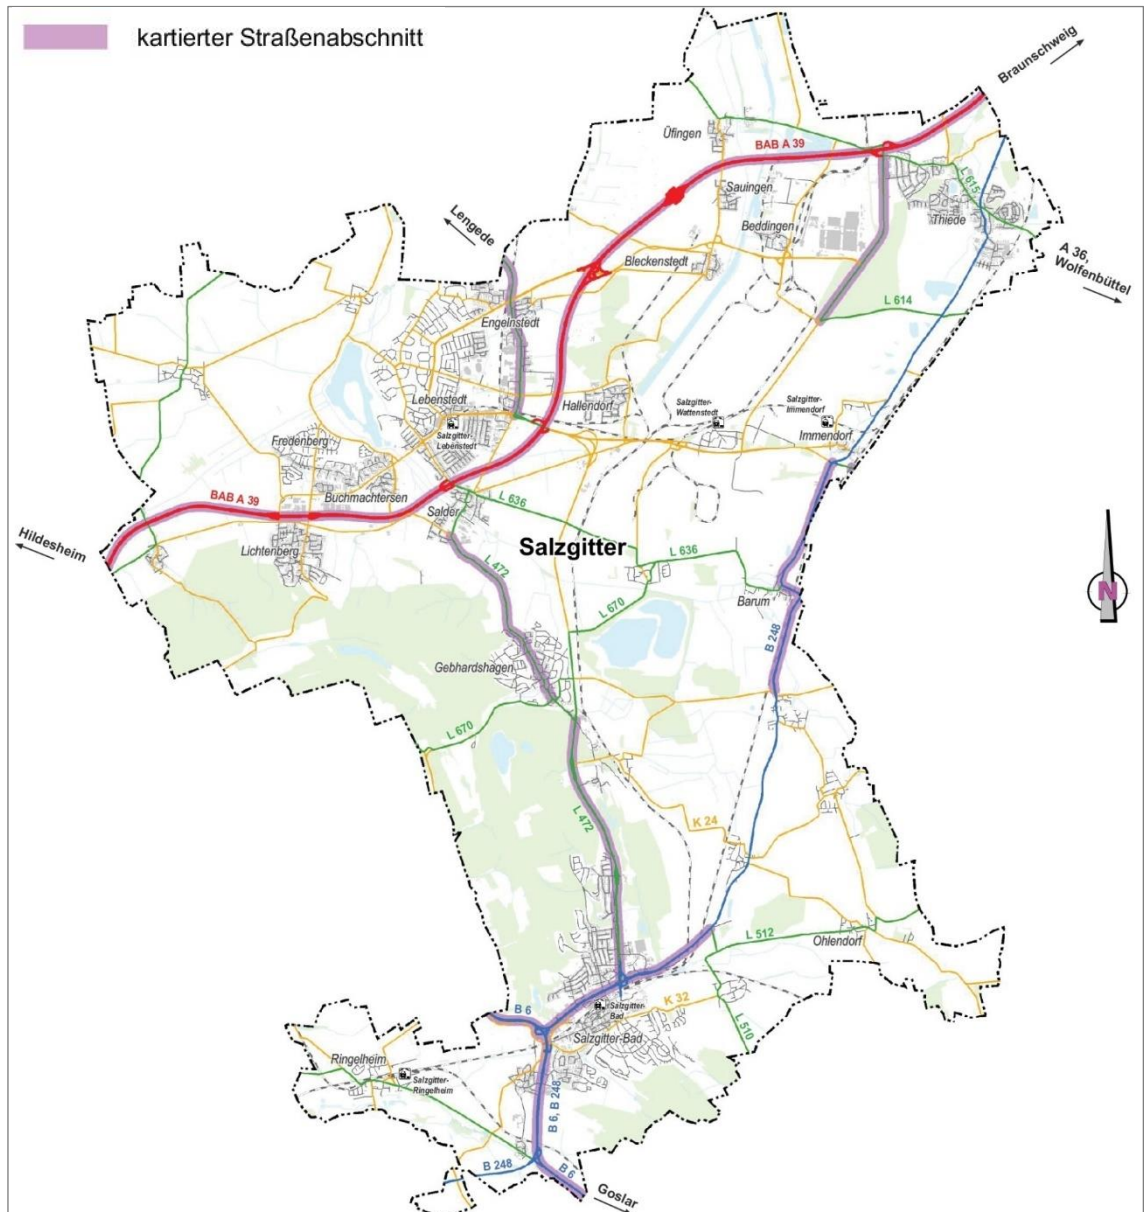 kartierter Straßenabschnitt
Braunschweig
Üfingen
BAB A 39
L 615
Sauingen
Thiede
Lengede
Beddingen
A 36,
Wolfenbüttel
Bleckenstedt
L 614
Engelnstedt
Lebenstedt
Hallendorf
Salzgitter-
Wattenstedt
Salzgitter-
Immendorf
Salzgitter-
Lebenstedt
Immendorf
Fredenberg
Buchmachtersen
BAB A 39
L 636
Salder
Hildesheim
Lichtenberg
Salzgitter
L 636
L 472
Barum
N
L 670
B 248
Gebhardshagen
L 670
L 472
K 24
L 512
Ohlendorf
B 6
K 32
Salzgitter-
Bad
L 510
Salzgitter-Bad
Ringelheim
Salzgitter-
Ringelheim
B 6, B 248
B 248
B 6
Goslar